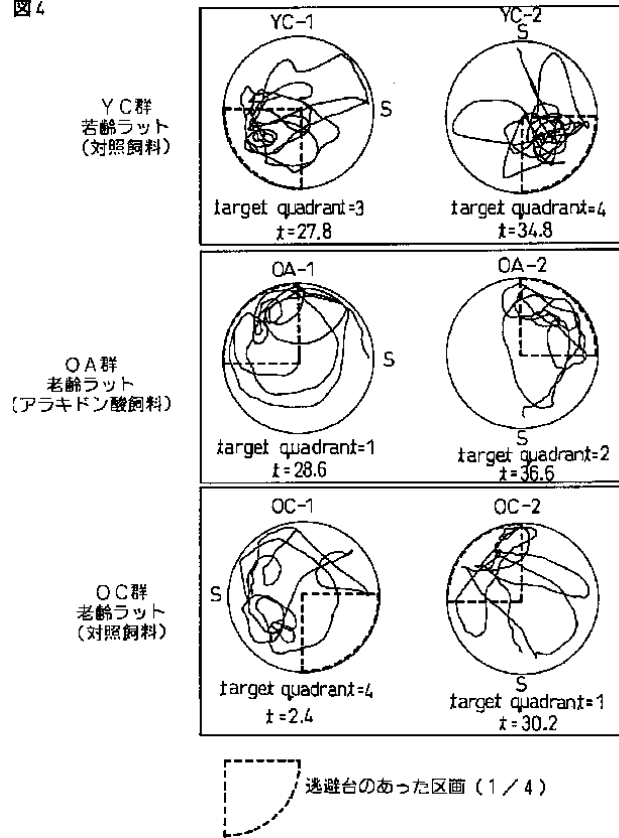 図4
YC-1
YC-2
S
S
YC群
若齢ラット
(対照飼料)
target quadrant=3
t=27.8
target quadrant=4
t=34.8
OA-1
OA-2
S
S
OA群
老齢ラット
(アラキドン酸飼料)
target quadrant=1
t=28.6
target quadrant=2
t=36.6
OC-1
OC-2
S
S
OC群
老齢ラット
(対照飼料)
target quadrant=4
t=2.4
target quadrant=1
t=30.2
逃避台のあった区画(1/4)